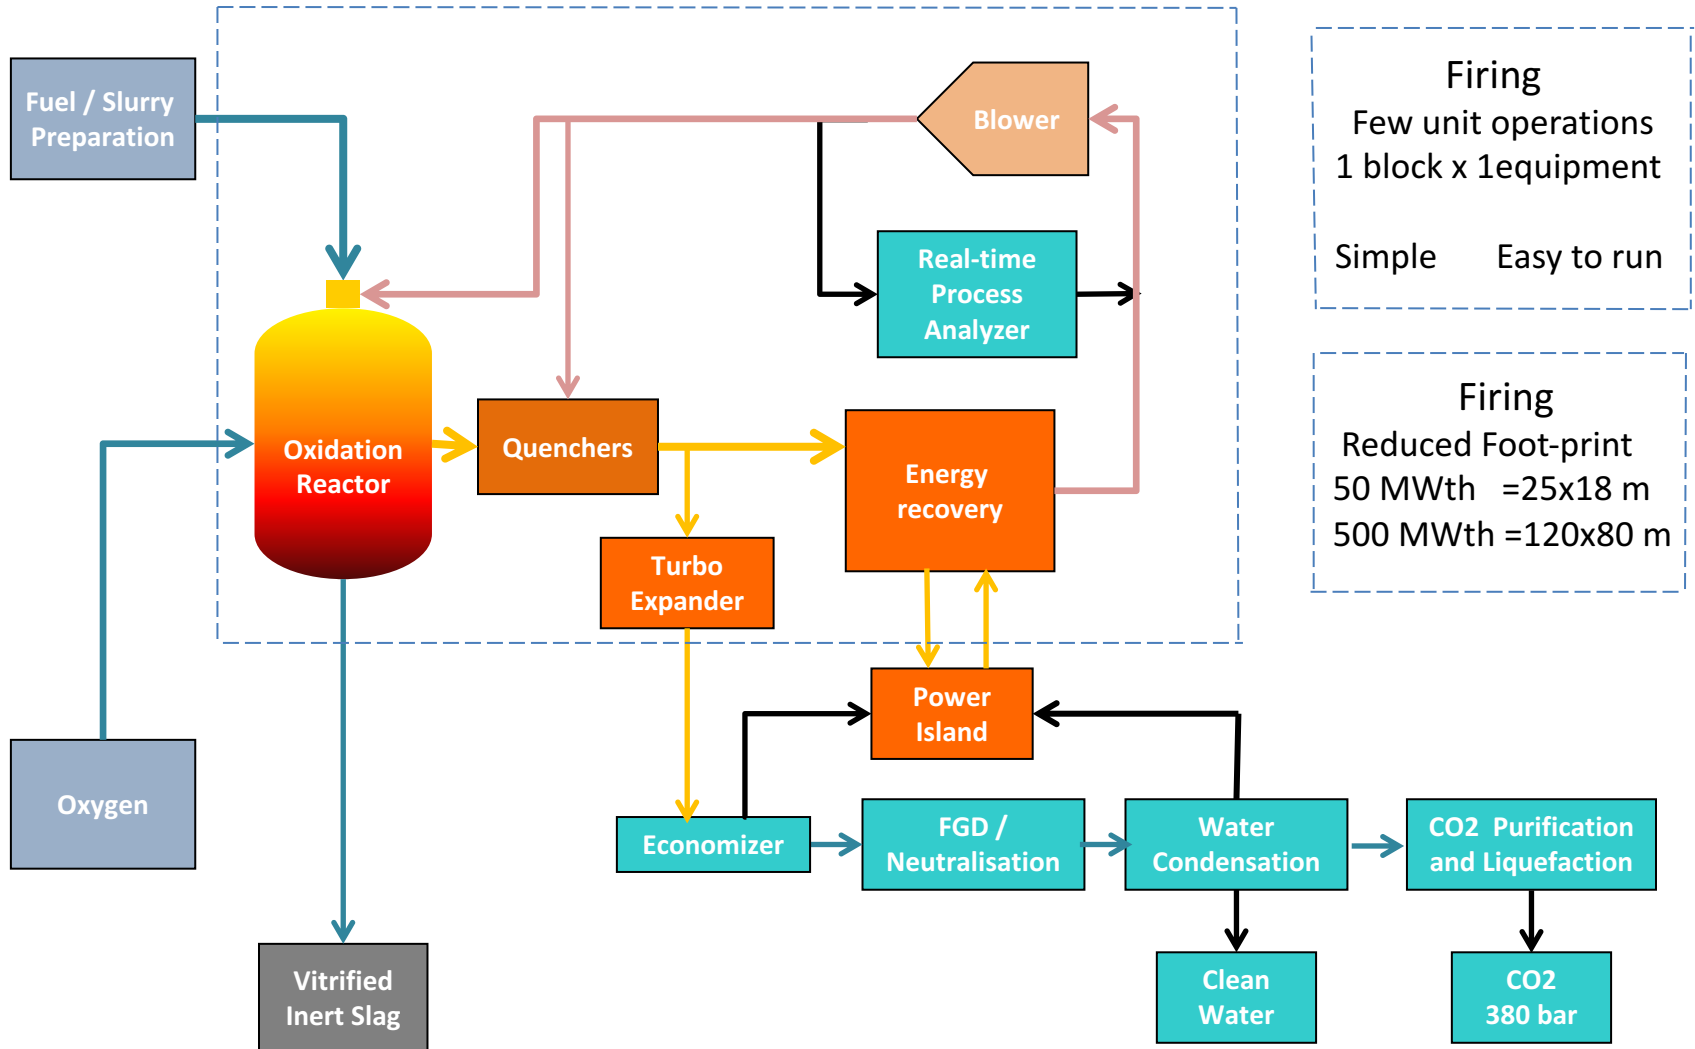 Fuel / Slurry
Preparation
Blower
Real-time
Process
Analyzer
Oxidation
Reactor
Quenchers
Energy
recovery
Turbo
Expander
Power
Island
Oxygen
Economizer
FGD /
Neutralisation
Water
Condensation
CO2 Purification
and Liquefaction
Vitrified
Inert Slag
Clean
Water
CO2
380 bar
Firing
Few unit operations
1 block x 1equipment
Simple Easy to run
Firing
Reduced Foot-print
50 MWth =25x18 m
500 MWth =120x80 m